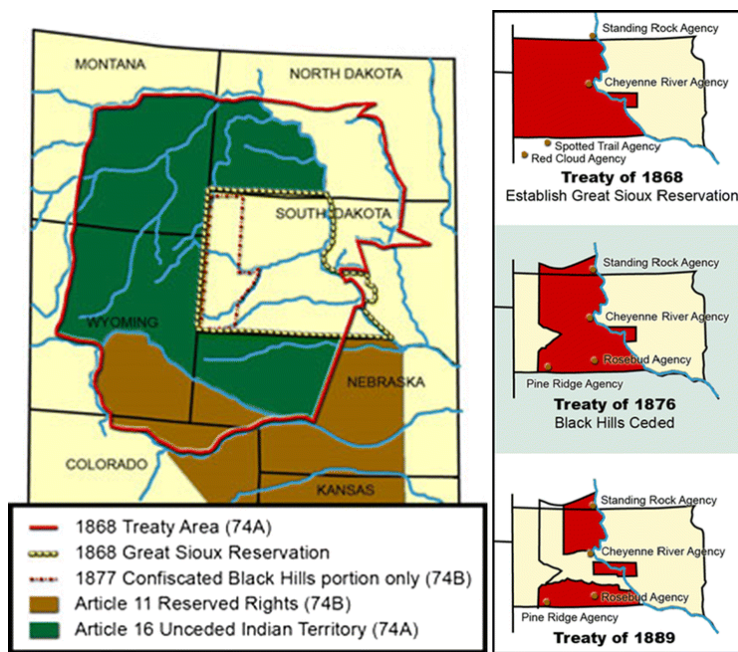 MONTANA
NORTH DAKOTA
SOUTH DAKOTA
WYOMING
NEBRASKA
COLORADO
KANSAS
1868 Treaty Area (74A)
1868 Great Sioux Reservation
1877 Confiscated Black Hills portion only (74B)
Article 11 Reserved Rights (74B)
Article 16 Unceded Indian Territory (74A)
Standing Rock Agency
Cheyenne River Agency
Spotted Trail Agency
Red Cloud Agency
Treaty of 1868
Establish Great Sioux Reservation
Standing Rock Agency
Cheyenne River Agency
Rosebud Agency
Pine Ridge Agency
Treaty of 1876
Black Hills Ceded
Standing Rock Agency
Cheyenne River Agency
Rosebud Agency
Pine Ridge Agency
Treaty of 1889